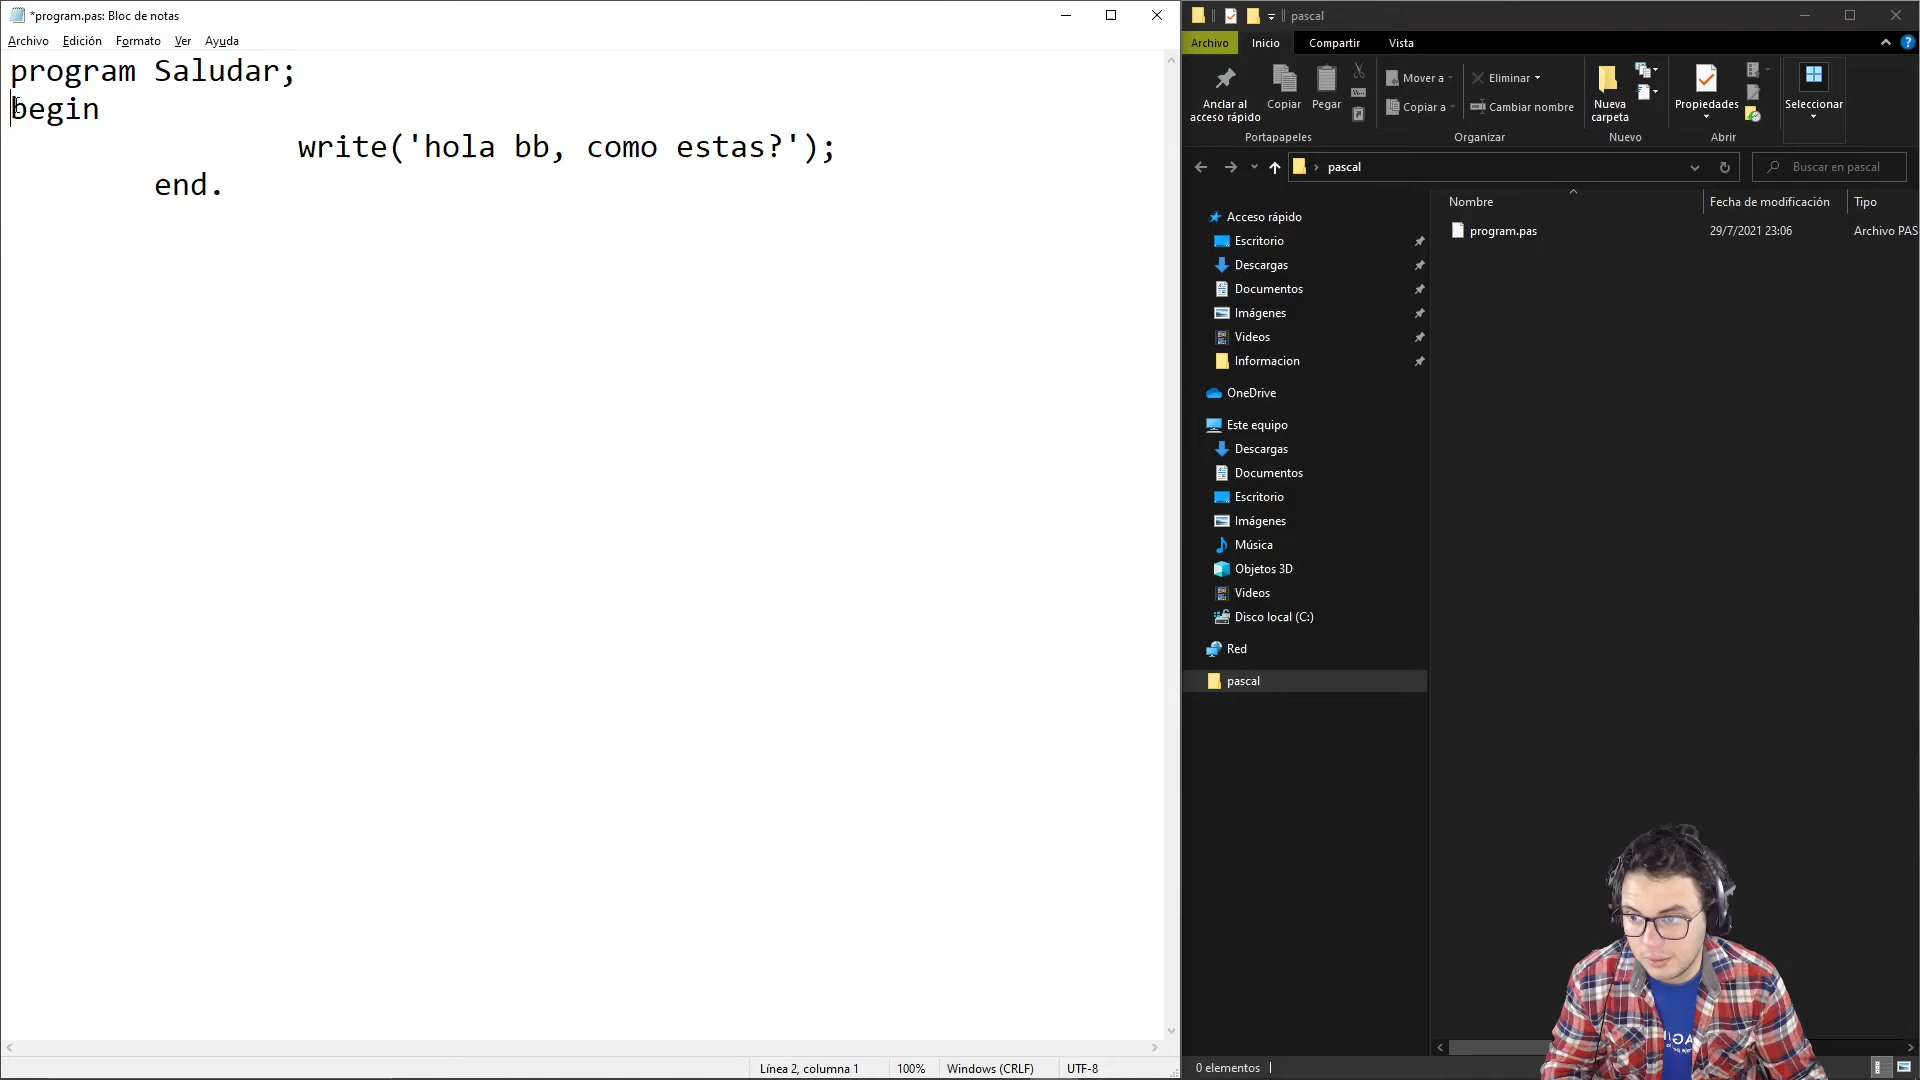 *program.pas: Bloc de notas
Archivo Edición Formato Ver Ayuda
program Saludar;
begin
write('hola bb, como estas?');
end.
Línea 2, columna 1 100% Windows (CRLF) UTF-8
pascal
Archivo Inicio Compartir Vista
Anclar al
acceso rápido
Copiar
Pegar
Mover a
Copiar a
Eliminar
Cambiar nombre
Nueva
carpeta
Propiedades
Seleccionar
Portapapeles Organizar Nuevo Abrir
pascal
Buscar en pascal
Acceso rápido
Escritorio
Descargas
Documentos
Imágenes
Videos
Informacion
OneDrive
Este equipo
Descargas
Documentos
Escritorio
Imágenes
Música
Objetos 3D
Videos
Disco local (C:)
Red
pascal
Nombre Fecha de modificación Tipo
program.pas 29/7/2021 23:06 Archivo PAS
0 elementos